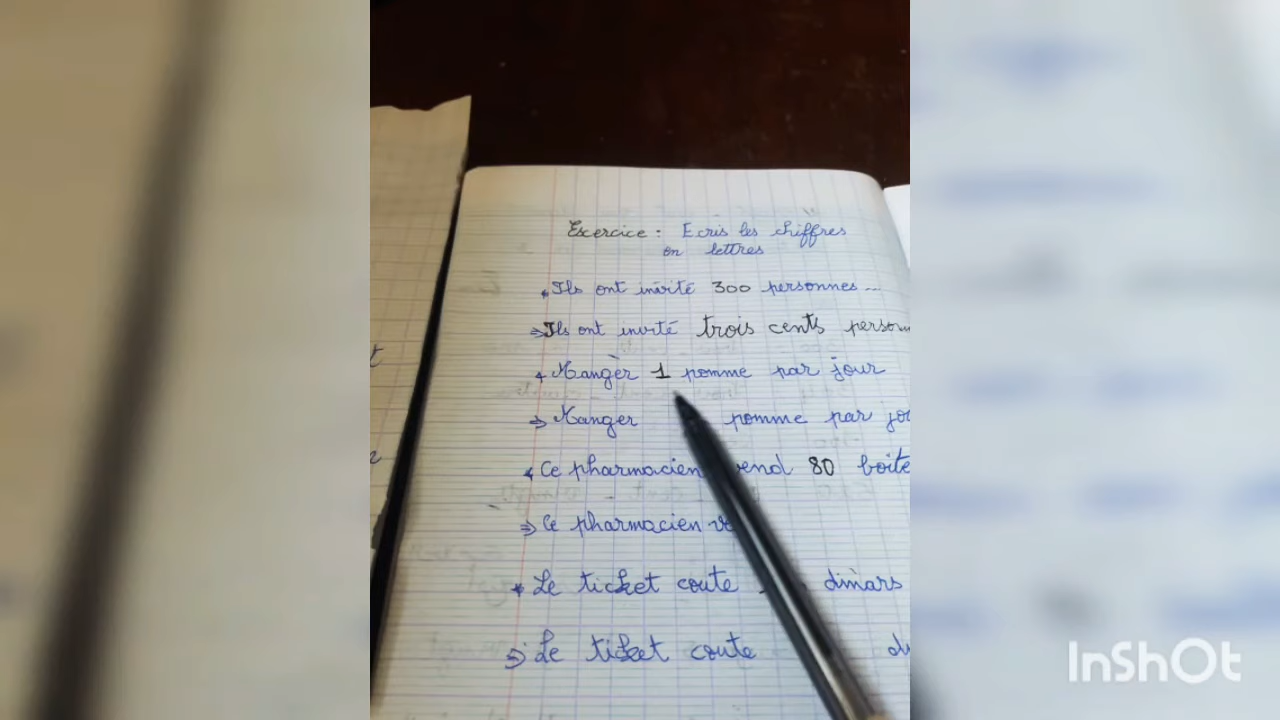 Exercice : Ecris les chiffres
en lettres
Ils ont invité 300 personnes ...
⇒ Ils ont invité trois cents person
Manger 1 pomme par jour
⇒ Manger pomme par jou
Ce pharmacien vend 80 boite
⇒ Ce pharmacien
Le ticket coute dinars
⇒ Le ticket coute
InShOt